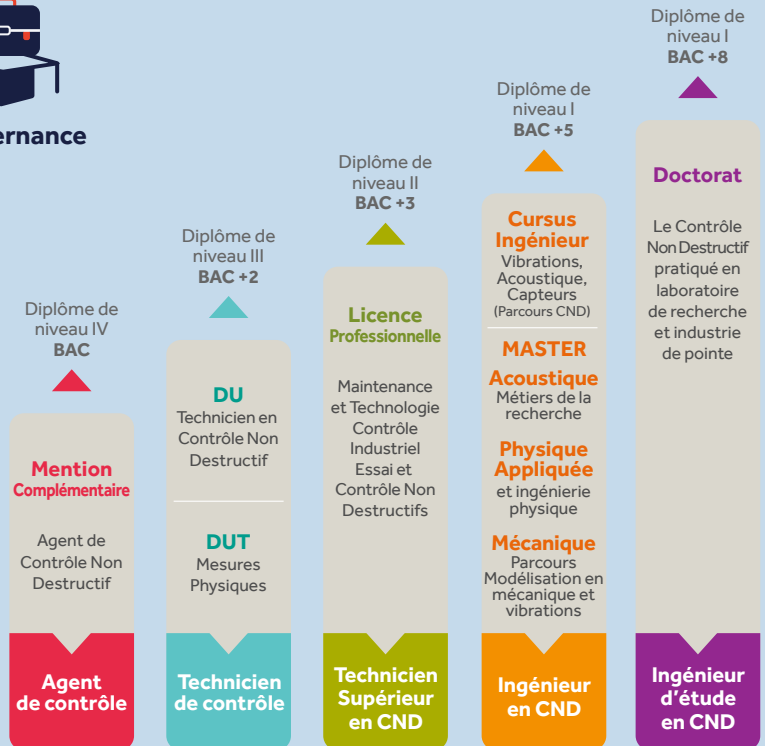 ernance
Diplôme de
niveau IV
BAC
Mention
Complémentaire
Agent de
Contrôle Non
Destructif
Agent
de contrôle
Diplôme de
niveau III
BAC +2
DU
Technicien en
Contrôle Non
Destructif
DUT
Mesures
Physiques
Technicien
de contrôle
Diplôme de
niveau II
BAC +3
Licence
Professionnelle
Maintenance
et Technologie
Contrôle
Industriel
Essai et
Contrôle Non
Destructifs
Technicien
Supérieur
en CND
Diplôme de
niveau I
BAC +5
Cursus
Ingénieur
Vibrations,
Acoustique,
Capteurs
(Parcours CND)
MASTER
Acoustique
Métiers de la
recherche
Physique
Appliquée
et ingénierie
physique
Mécanique
Parcours
Modélisation en
mécanique et
vibrations
Ingénieur
en CND
Diplôme de
niveau I
BAC +8
Doctorat
Le Contrôle
Non Destructif
pratiqué en
laboratoire
de recherche
et industrie
de pointe
Ingénieur
d'étude
en CND